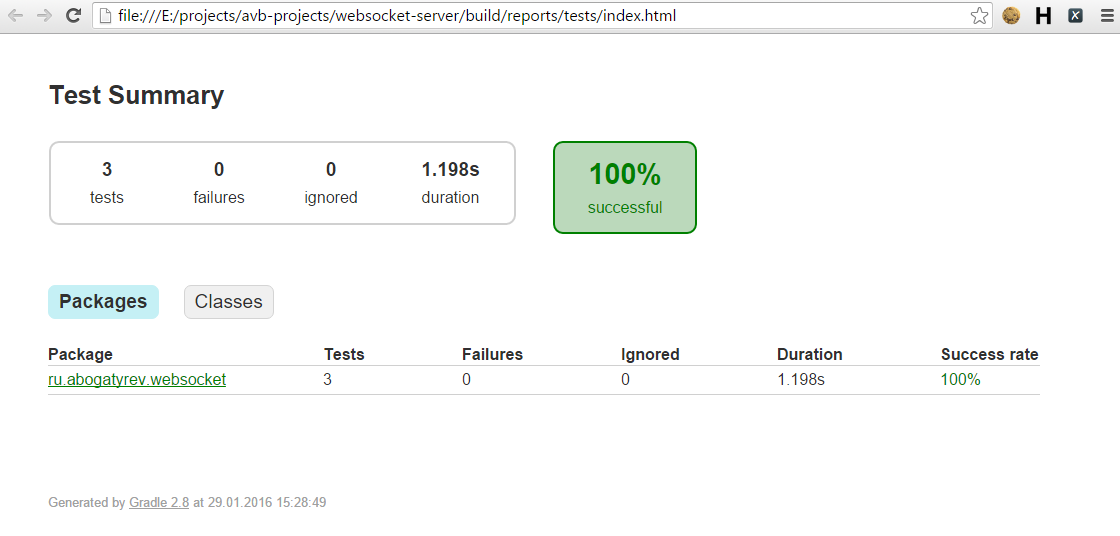 file:///E:/projects/avb-projects/websocket-server/build/reports/tests/index.html
H X
Test Summary
3 0 0 1.198s
tests failures ignored duration
100%
successful
Packages Classes
Package Tests Failures Ignored Duration Success rate
ru.abogatyrev.websocket 3 0 0 1.198s 100%
Generated by Gradle 2.8 at 29.01.2016 15:28:49